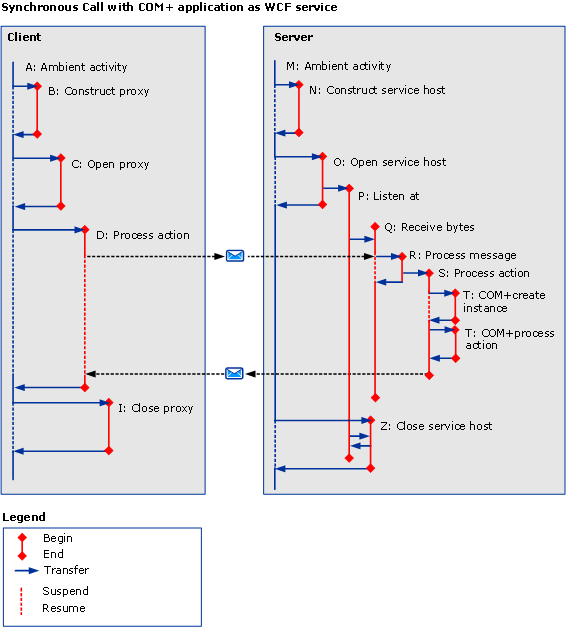 Synchronous Call with COM+ application as WCF service
Client
A: Ambient activity
B: Construct proxy
C: Open proxy
D: Process action
I: Close proxy
Server
M: Ambient activity
N: Construct service host
O: Open service host
P: Listen at
Q: Receive bytes
R: Process message
S: Process action
T: COM+create
instance
T: COM+process
action
Z: Close service host
Legend
Begin
End
Transfer
Suspend
Resume